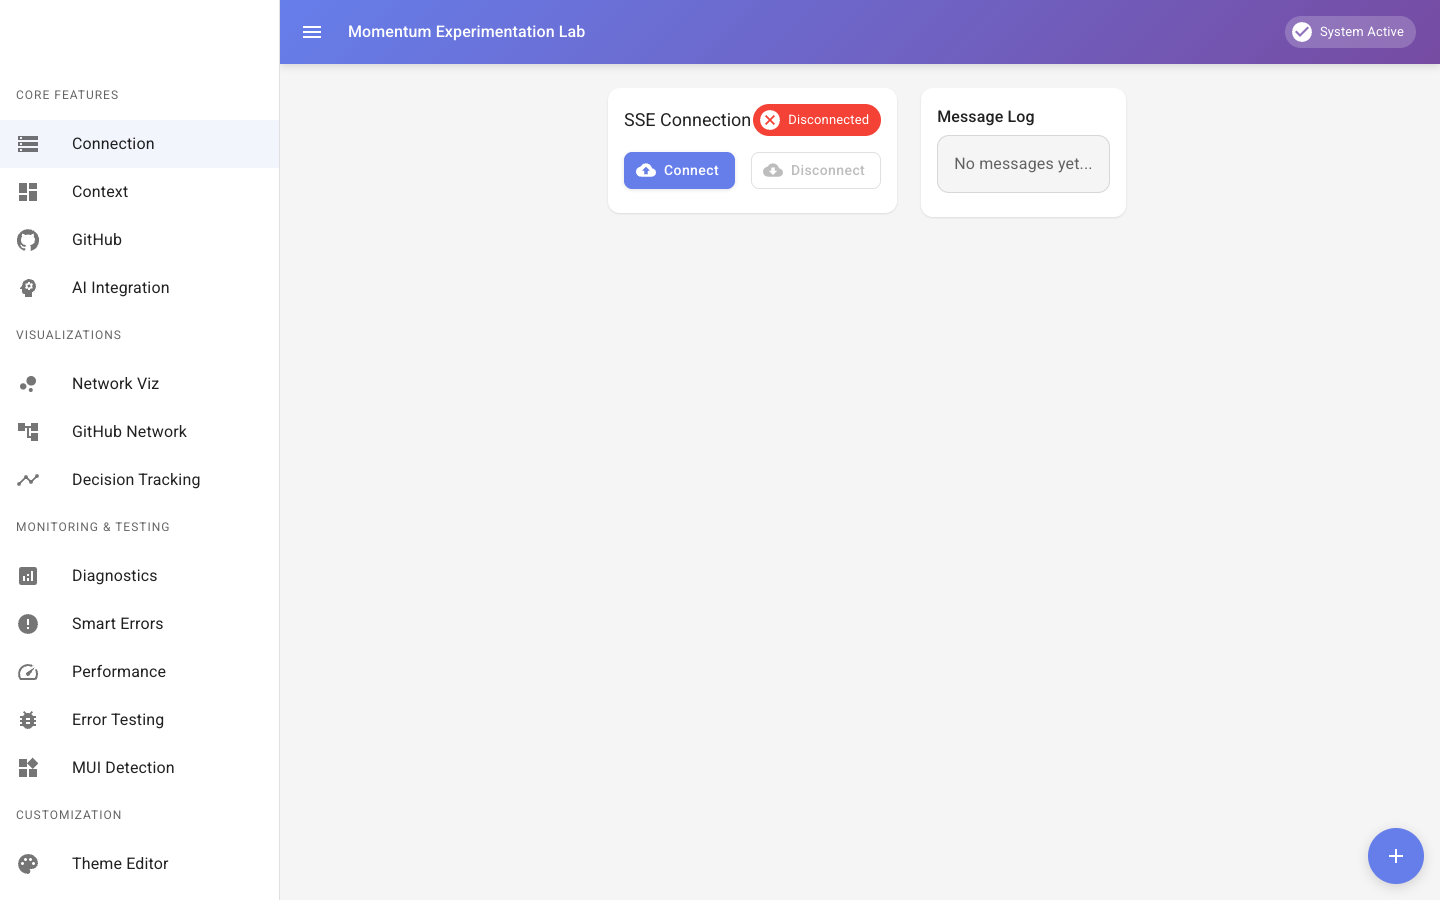 CORE FEATURES
Connection
Context
GitHub
AI Integration
VISUALIZATIONS
Network Viz
GitHub Network
Decision Tracking
MONITORING & TESTING
Diagnostics
Smart Errors
Performance
Error Testing
MUI Detection
CUSTOMIZATION
Theme Editor
Momentum Experimentation Lab
System Active
SSE Connection
Disconnected
Connect
Disconnect
Message Log
No messages yet...